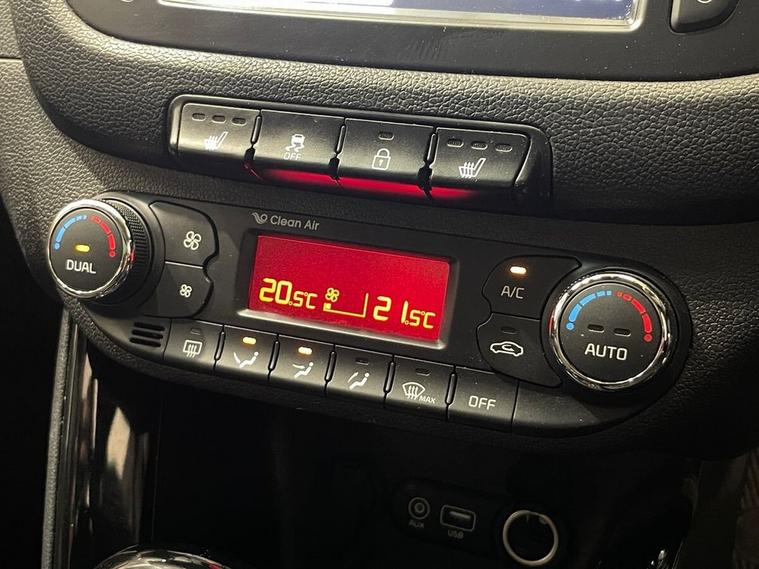 OFF
Clean Air
DUAL
20.5°C
21.5°C
A/C
AUTO
MAX
OFF
AUX
USB